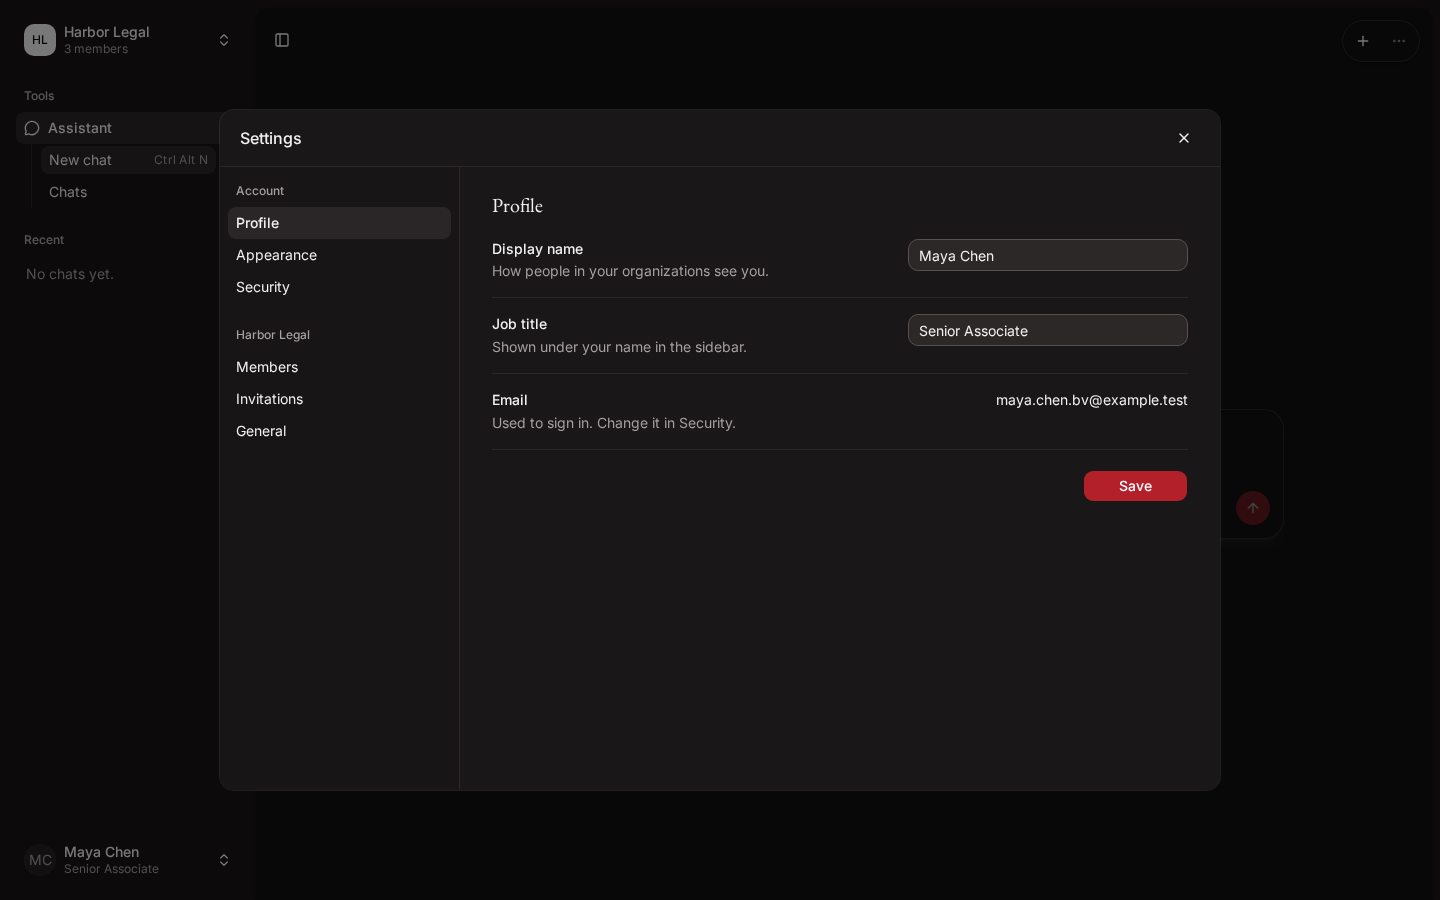 HL
Harbor Legal
3 members
Tools
Assistant
New chat
Ctrl Alt N
Chats
Recent
No chats yet.
MC
Maya Chen
Senior Associate
Settings
Account
Profile
Appearance
Security
Harbor Legal
Members
Invitations
General
Profile
Display name
How people in your organizations see you.
Maya Chen
Job title
Shown under your name in the sidebar.
Senior Associate
Email
Used to sign in. Change it in Security.
maya.chen.bv@example.test
Save